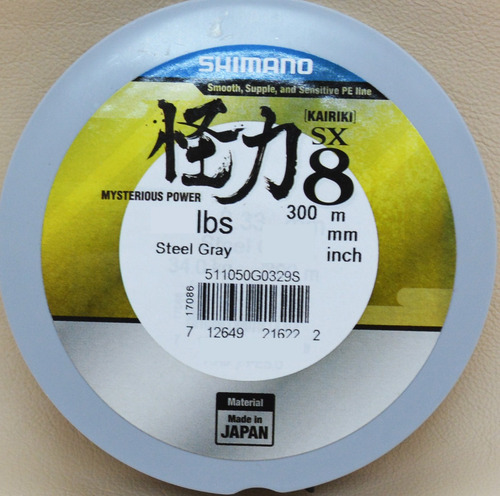 SHIMANO
Smooth, Supple, and Sensitive PE line
怪力
[KAIRIKI]
SX
8
MYSTERIOUS POWER
lbs
300 m
mm
Steel Gray
inch
511050G0329S
17086
7 12649 21622 2
Material
Made in
JAPAN